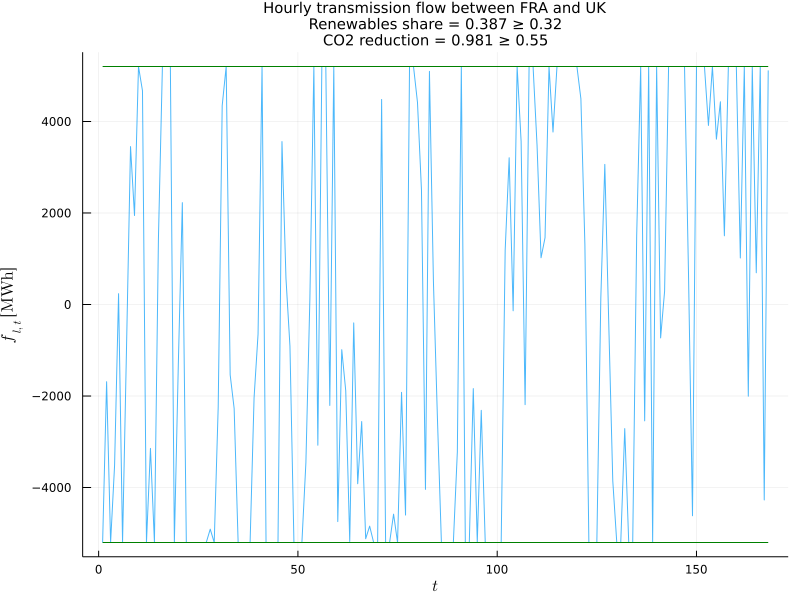 Hourly transmission flow between FRA and UK
Renewables share = 0.387 ≥ 0.32
CO2 reduction = 0.981 ≥ 0.55
4000
2000
0
−2000
−4000
f_{l,t} [MWh]
0
50
100
150
t